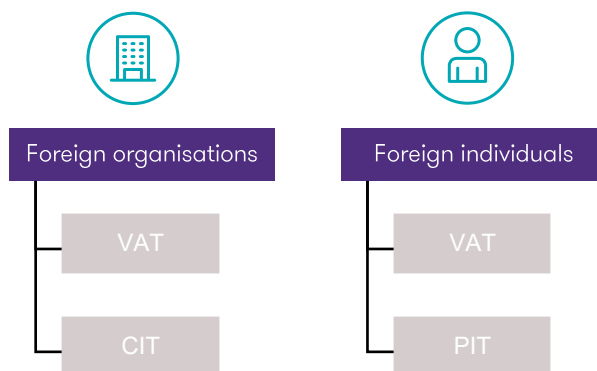 Foreign organisations
VAT
CIT
Foreign individuals
VAT
PIT